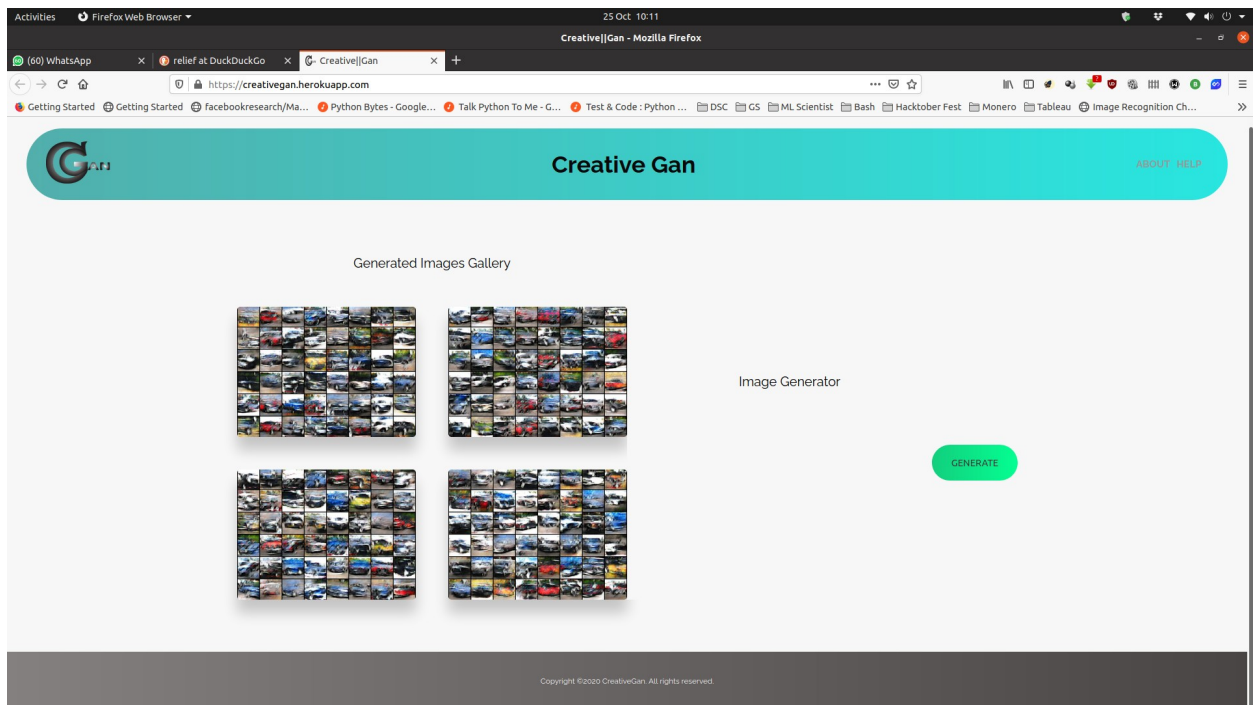 Activities Firefox Web Browser 25 Oct 10:11
Creative||Gan - Mozilla Firefox
(60) WhatsApp relief at DuckDuckGo Creative||Gan
https://creativegan.herokuapp.com
Getting Started Getting Started facebookresearch/Ma... Python Bytes - Google... Talk Python To Me - G... Test & Code : Python ... DSC GS ML Scientist Bash Hacktober Fest Monero Tableau Image Recognition Ch...
GAN Creative Gan ABOUT HELP
Generated Images Gallery
Image Generator
GENERATE
Copyright ©2020 CreativeGan. All rights reserved.